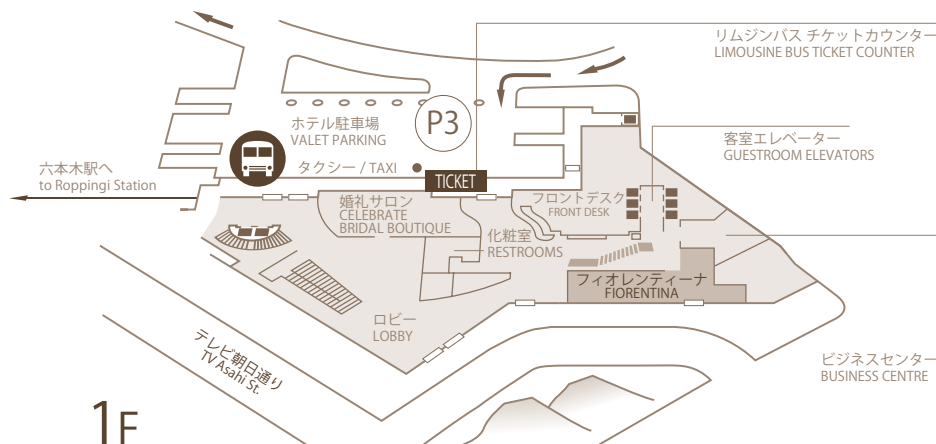 リムジンバス チケットカウンター
LIMOUSINE BUS TICKET COUNTER
ホテル駐車場
VALET PARKING
P3
客室エレベーター
GUESTROOM ELEVATORS
六本木駅へ
to Roppingi Station
タクシー / TAXI
TICKET
婚礼サロン
CELEBRATE
BRIDAL BOUTIQUE
フロントデスク
FRONT DESK
化粧室
RESTROOMS
フィオレンティーナ
FIORENTINA
ロビー
LOBBY
テレビ朝日通り
TV Asahi St.
ビジネスセンター
BUSINESS CENTRE
1F